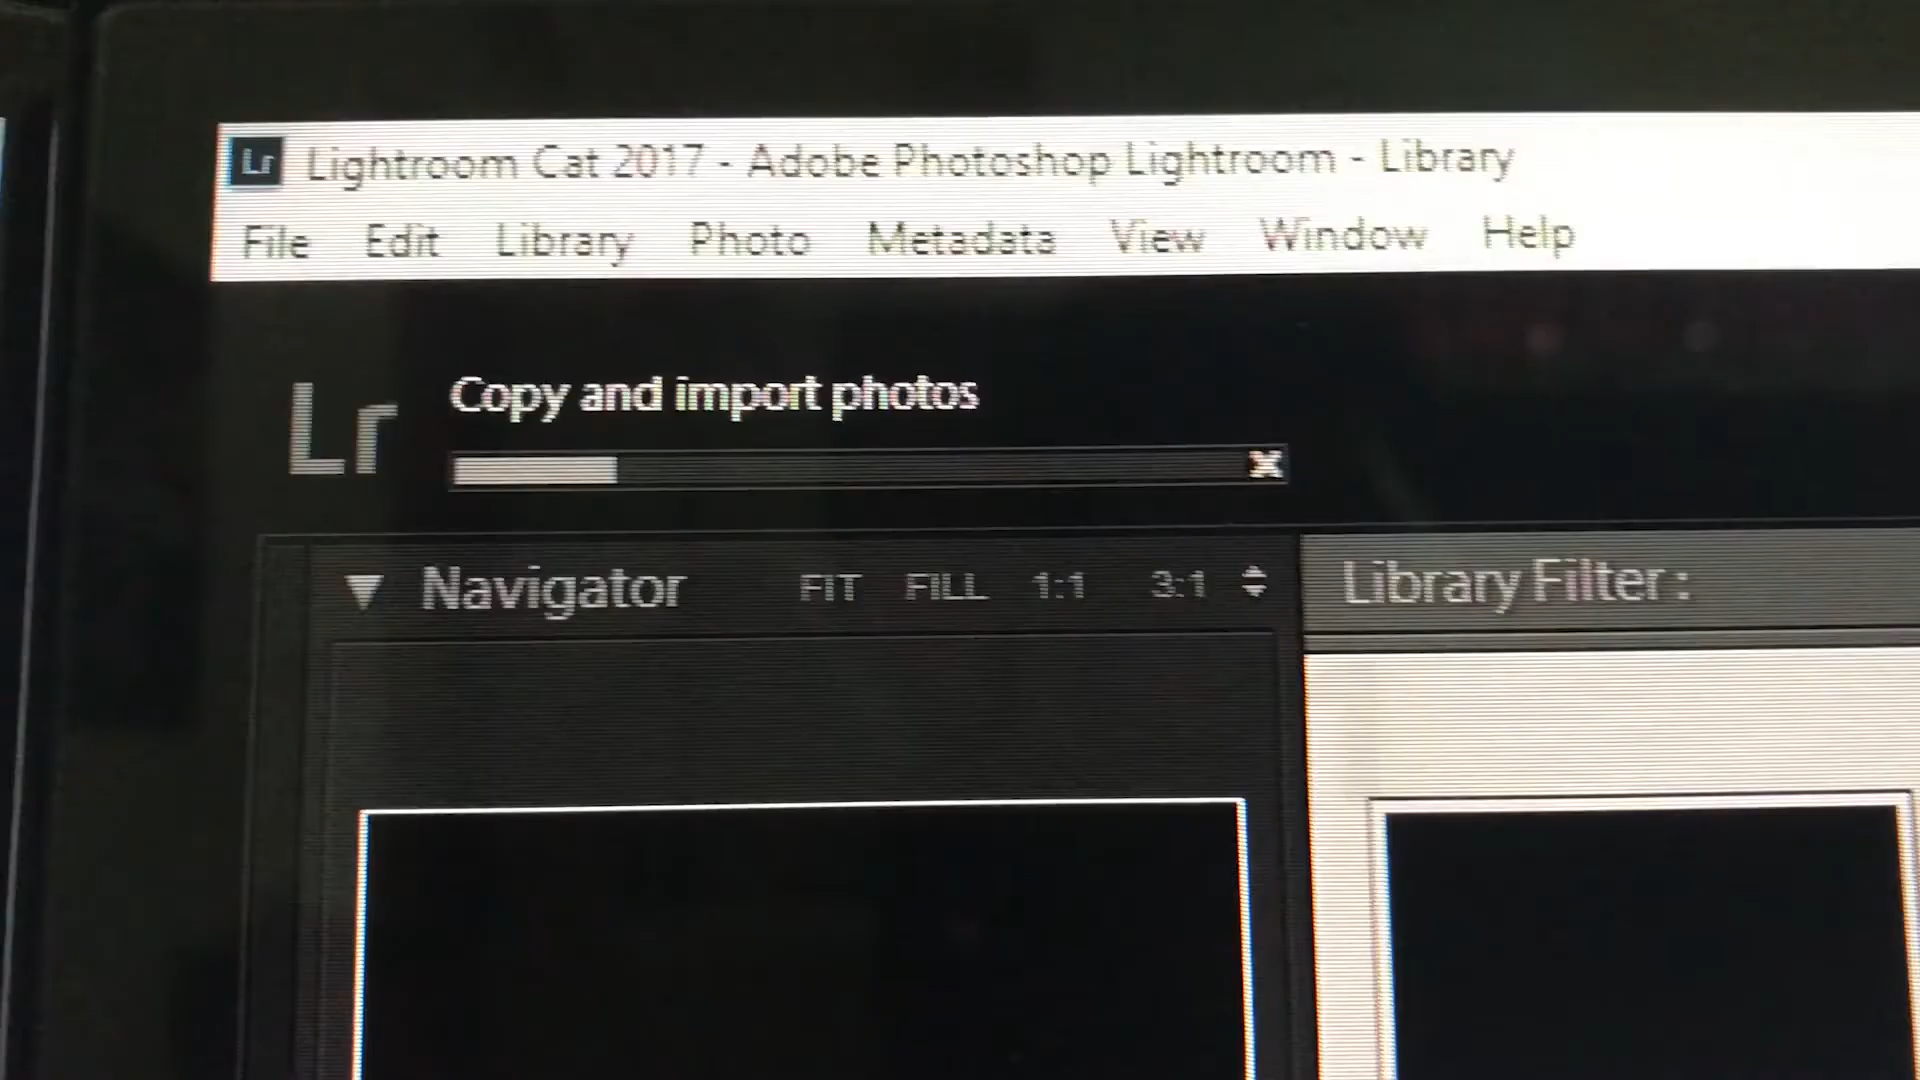 Lr Lightroom Cat 2017 - Adobe Photoshop Lightroom - Library
File Edit Library Photo Metadata View Window Help
Lr Copy and import photos
Navigator FIT FILL 1:1 3:1
Library Filter :